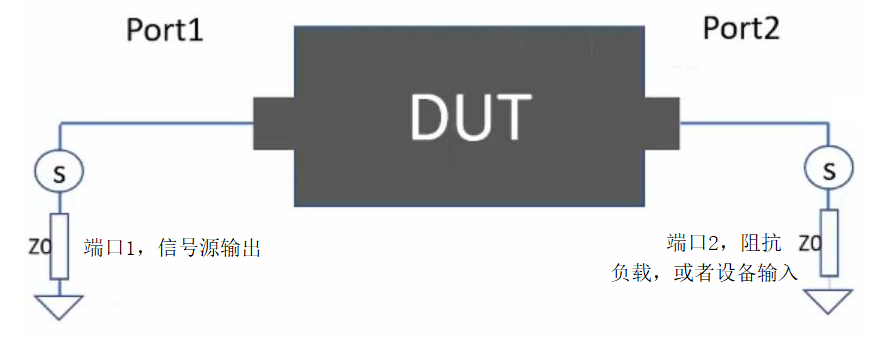 Port1
Port2
DUT
S
S
Z0
端口1，信号源输出
端口2，阻抗
负载，或者设备输入
Z0